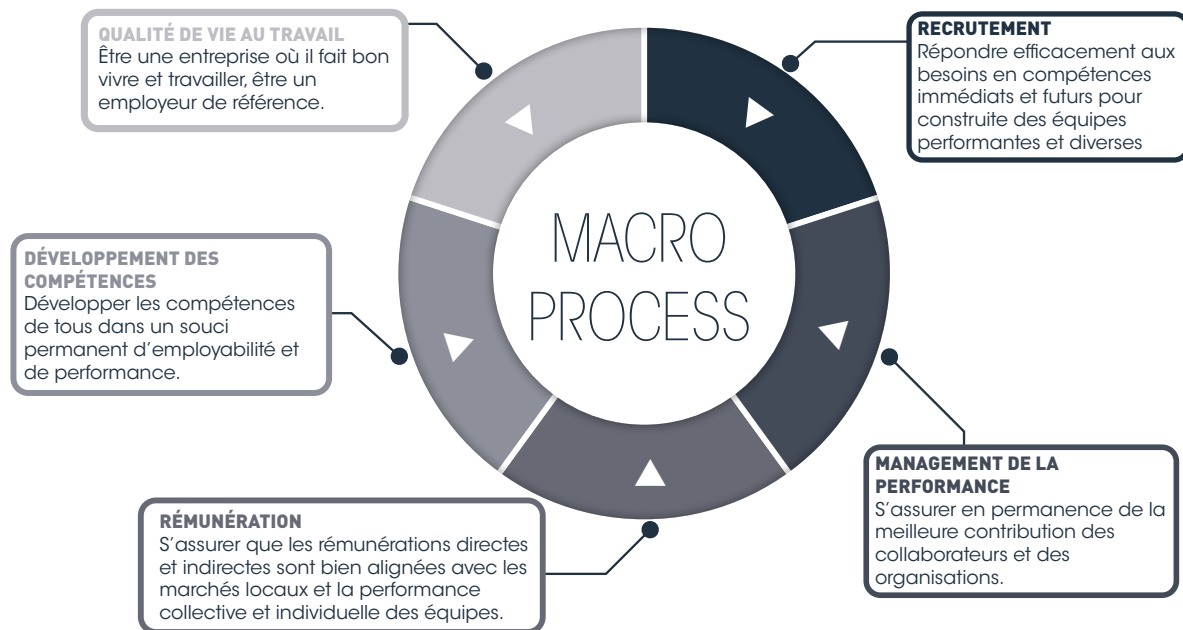 QUALITÉ DE VIE AU TRAVAIL
Être une entreprise où il fait bon
vivre et travailler, être un
employeur de référence.
RECRUTEMENT
Répondre efficacement aux
besoins en compétences
immédiats et futurs pour
construite des équipes
performantes et diverses
MACRO
PROCESS
DÉVELOPPEMENT DES
COMPÉTENCES
Développer les compétences
de tous dans un souci
permanent d’employabilité et
de performance.
MANAGEMENT DE LA
PERFORMANCE
S’assurer en permanence de la
meilleure contribution des
collaborateurs et des
organisations.
RÉMUNÉRATION
S’assurer que les rémunérations directes
et indirectes sont bien alignées avec les
marchés locaux et la performance
collective et individuelle des équipes.